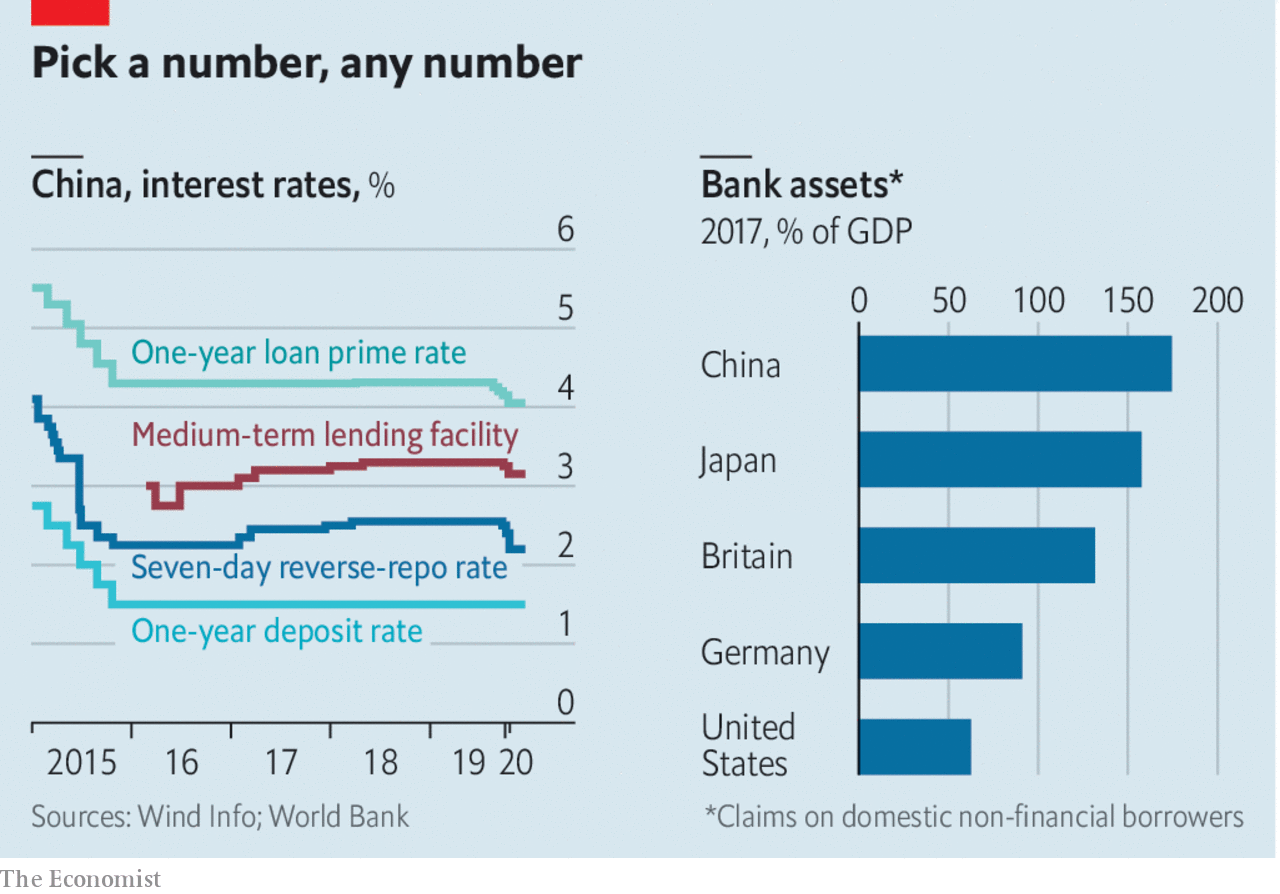 Pick a number, any number
China, interest rates, %
6
5
One-year loan prime rate
4
Medium-term lending facility
3
2
Seven-day reverse-repo rate
One-year deposit rate
1
0
2015 16 17 18 19 20
Sources: Wind Info; World Bank
Bank assets*
2017, % of GDP
0 50 100 150 200
China
Japan
Britain
Germany
United
States
*Claims on domestic non-financial borrowers
The Economist